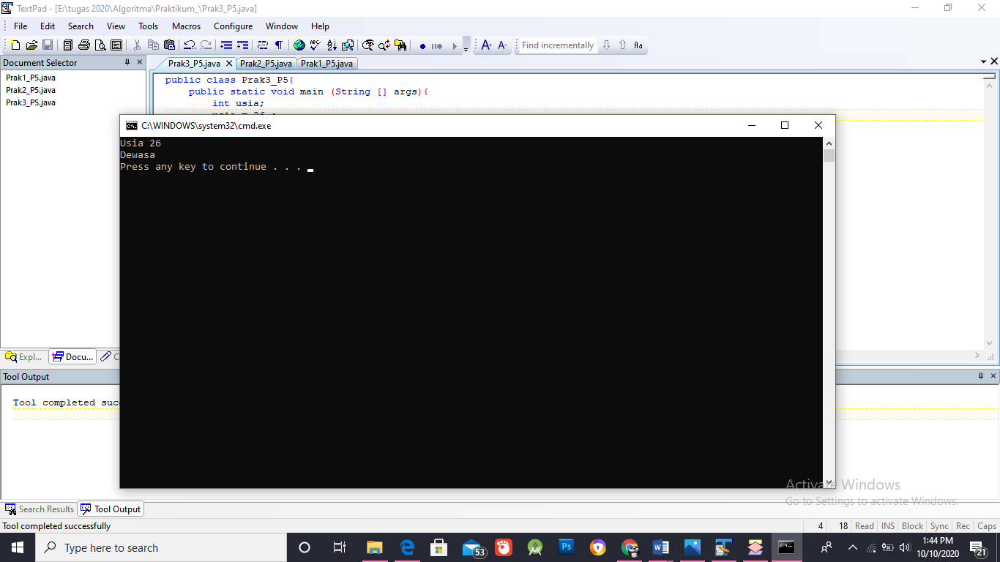 TextPad - [E:\tugas 2020\Algoritma\Praktikum_\Prak3_P5.java]
File Edit Search View Tools Macros Configure Window Help
Find incrementally Aa
Document Selector
Prak3_P5.java Prak2_P5.java Prak1_P5.java
Prak1_P5.java
Prak2_P5.java
Prak3_P5.java
public class Prak3_P5{
public static void main (String [] args){
int usia;
C:\WINDOWS\system32\cmd.exe
Usia 26
Dewasa
Press any key to continue . . .
Expl... Docu... C
Tool Output
Tool completed suc
Activate Windows
Go to Settings to activate Windows.
Search Results Tool Output
Tool completed successfully
4 18 Read INS Block Sync Rec Caps
Type here to search
53
Ps
1:44 PM
10/10/2020
21